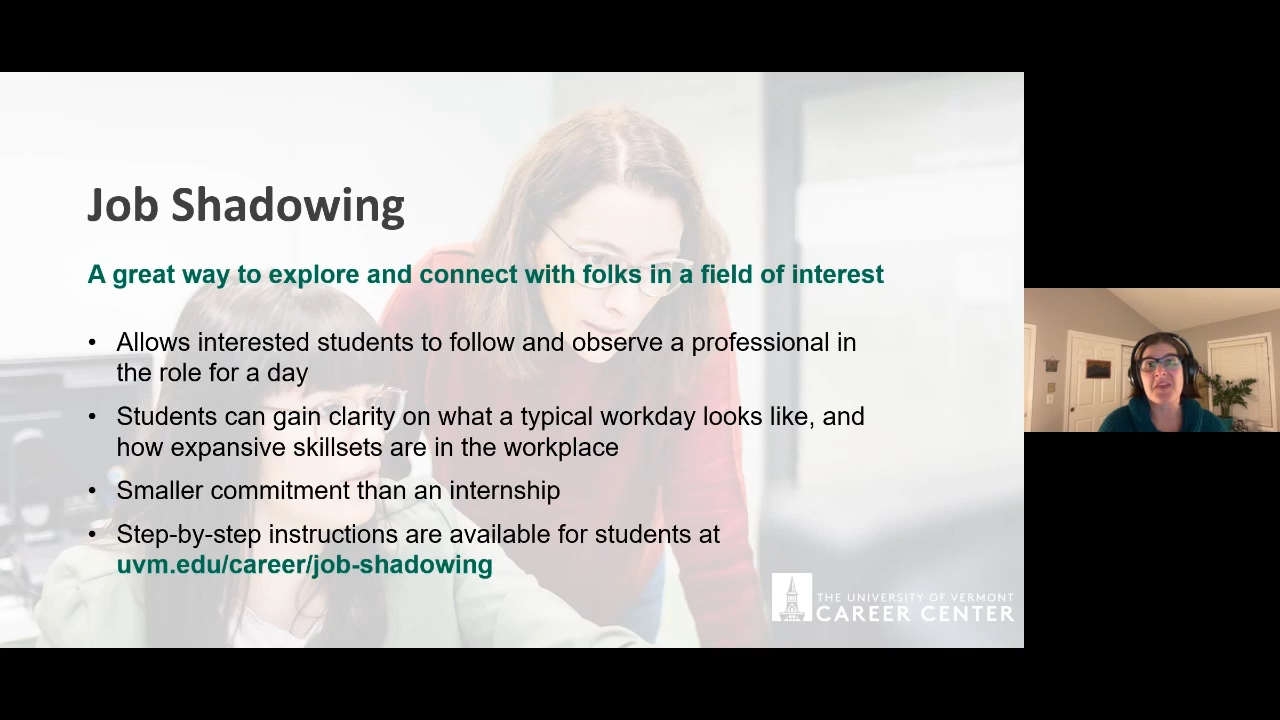 Job Shadowing
A great way to explore and connect with folks in a field of interest
• Allows interested students to follow and observe a professional in
the role for a day
• Students can gain clarity on what a typical workday looks like, and
how expansive skillsets are in the workplace
• Smaller commitment than an internship
• Step-by-step instructions are available for students at
uvm.edu/career/job-shadowing
THE UNIVERSITY OF VERMONT
CAREER CENTER